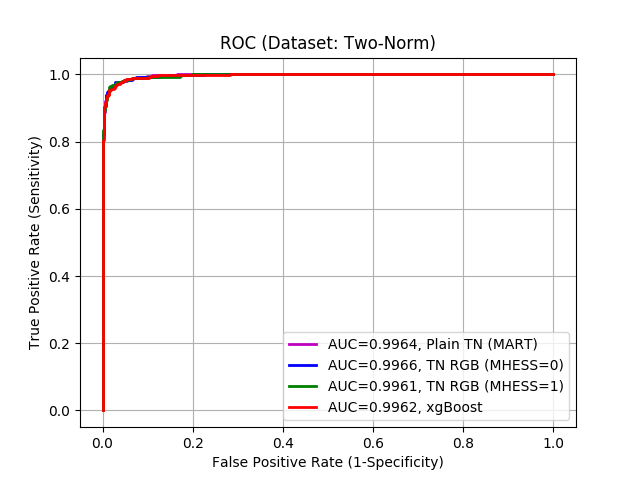 ROC (Dataset: Two-Norm)
True Positive Rate (Sensitivity)
1.0
0.8
0.6
0.4
0.2
0.0
AUC=0.9964, Plain TN (MART)
AUC=0.9966, TN RGB (MHESS=0)
AUC=0.9961, TN RGB (MHESS=1)
AUC=0.9962, xgBoost
0.0 0.2 0.4 0.6 0.8 1.0
False Positive Rate (1-Specificity)